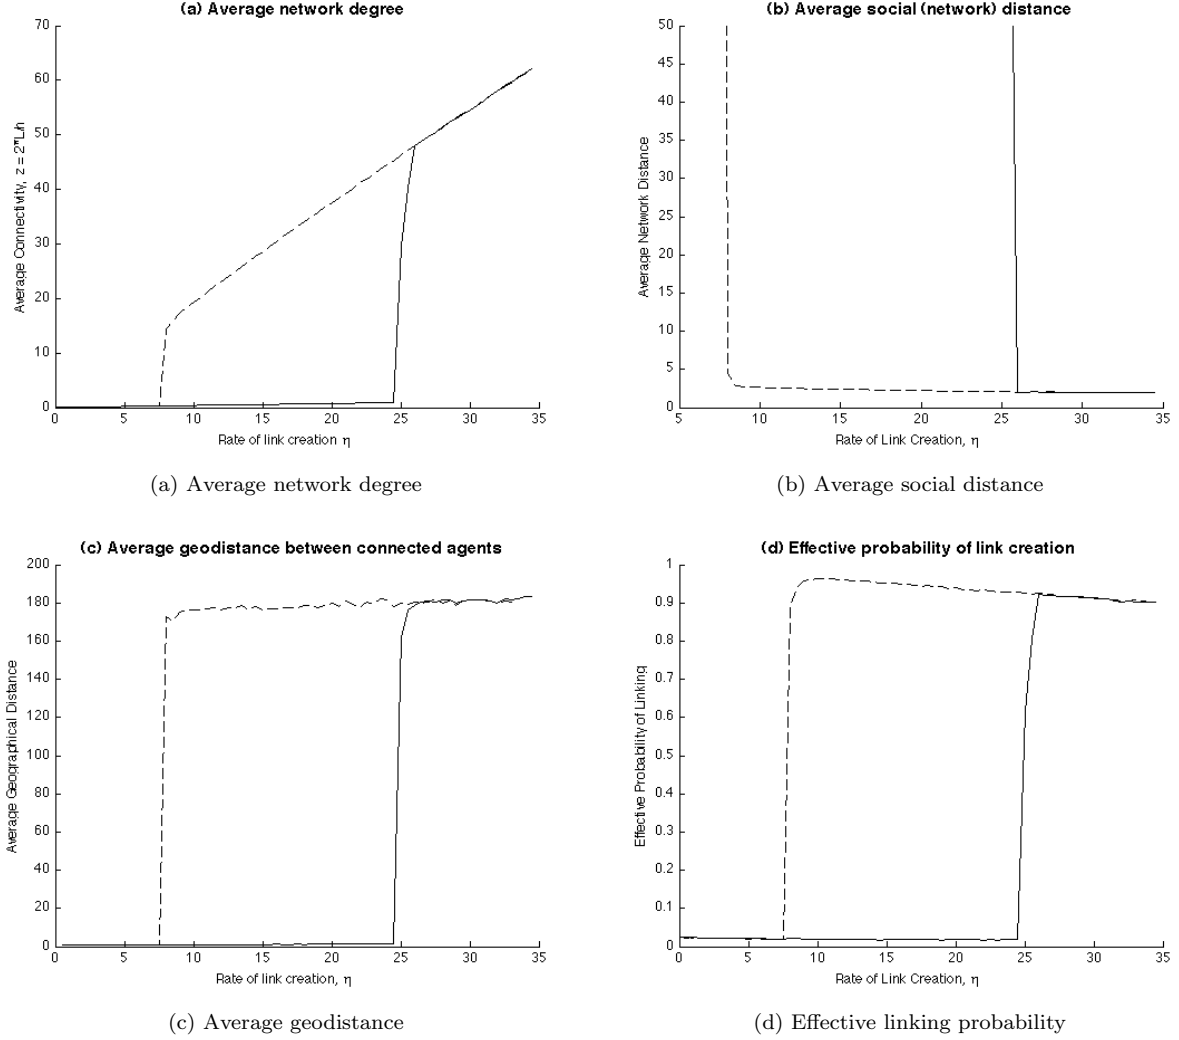 (a) Average network degree
70
60
50
40
30
20
10
0
0 5 10 15 20 25 30 35
Average Connectivity, z = 2*L/n
Rate of link creation η
(a) Average network degree
(b) Average social (network) distance
50
45
40
35
30
25
20
15
10
5
0
5 10 15 20 25 30 35
Average Network Distance
Rate of Link Creation, η
(b) Average social distance
(c) Average geodistance between connected agents
200
180
160
140
120
100
80
60
40
20
0
0 5 10 15 20 25 30 35
Average Geographical Distance
Rate of link creation, η
(c) Average geodistance
(d) Effective probability of link creation
1
0.9
0.8
0.7
0.6
0.5
0.4
0.3
0.2
0.1
0
0 5 10 15 20 25 30 35
Effective Probability of Linking
Rate of Link Creation, η
(d) Effective linking probability